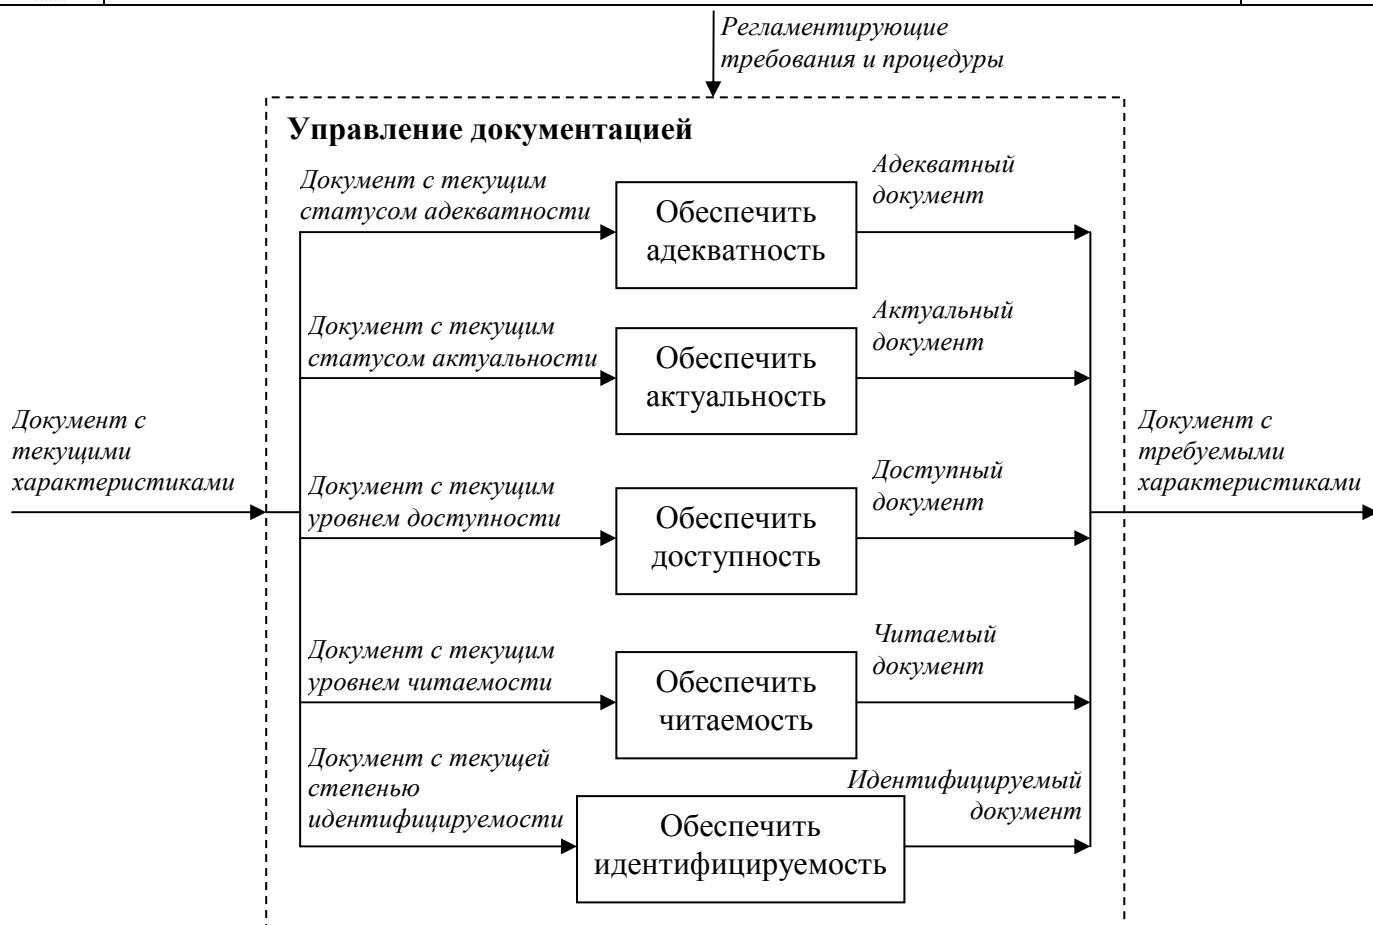 Регламентирующие
требования и процедуры
Управление документацией
Документ с текущим
статусом адекватности
Обеспечить
адекватность
Адекватный
документ
Документ с текущим
статусом актуальности
Обеспечить
актуальность
Актуальный
документ
Документ с
текущими
характеристиками
Документ с текущим
уровнем доступности
Обеспечить
доступность
Доступный
документ
Документ с
требуемыми
характеристиками
Документ с текущим
уровнем читаемости
Обеспечить
читаемость
Читаемый
документ
Документ с текущей
степенью
идентифицируемости
Обеспечить
идентифицируемость
Идентифицируемый
документ